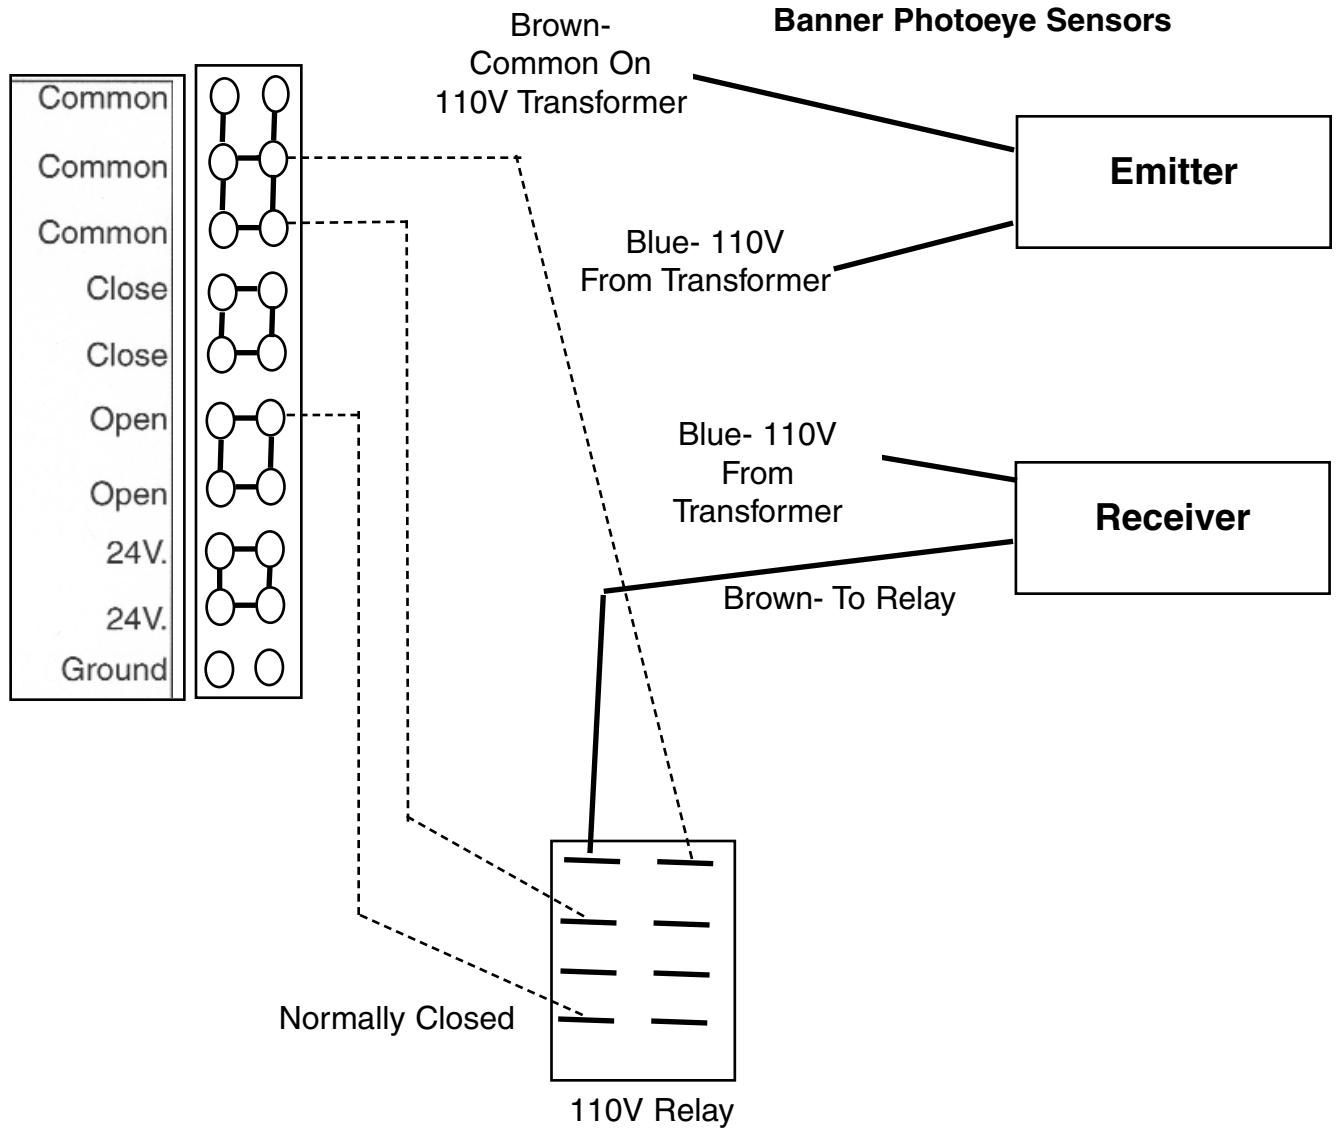 Banner Photoeye Sensors
Brown-
Common On
110V Transformer
Common
Common
Common
Close
Close
Open
Open
24V.
24V.
Ground
Emitter
Blue- 110V
From Transformer
Blue- 110V
From
Transformer
Receiver
Brown- To Relay
Normally Closed
110V Relay